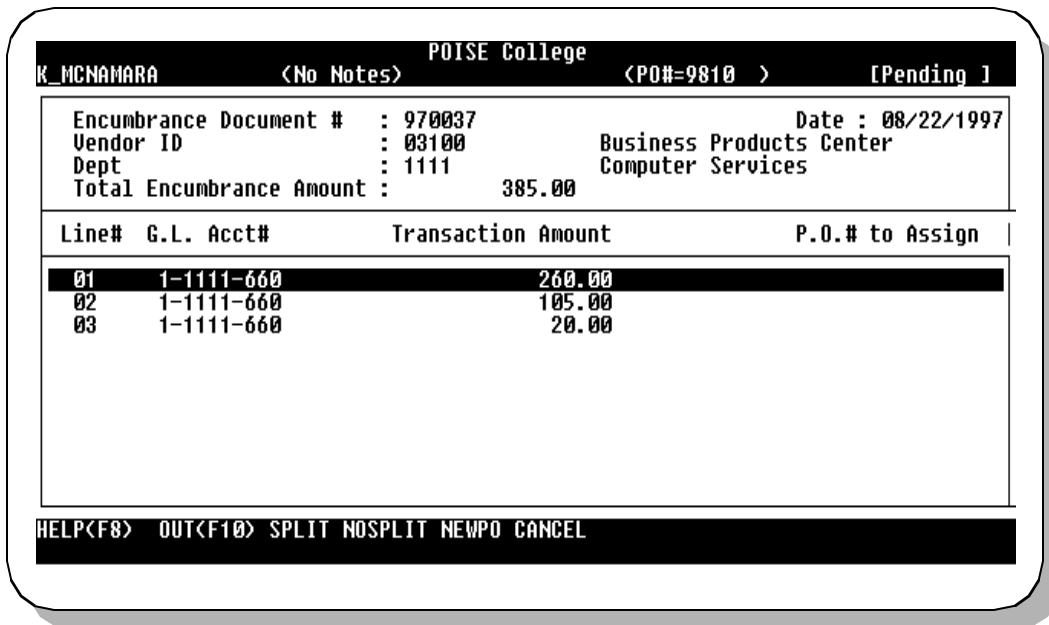 POISE College
K_MCNAMARA (No Notes) (PO#=9810 ) [Pending ]
Encumbrance Document # : 970037 Date : 08/22/1997
Vendor ID : 03100 Business Products Center
Dept : 1111 Computer Services
Total Encumbrance Amount : 385.00
Line# G.L. Acct# Transaction Amount P.O.# to Assign
01 1-1111-660 260.00
02 1-1111-660 105.00
03 1-1111-660 20.00
HELP(F8) OUT(F10) SPLIT NOSPLIT NEWPO CANCEL